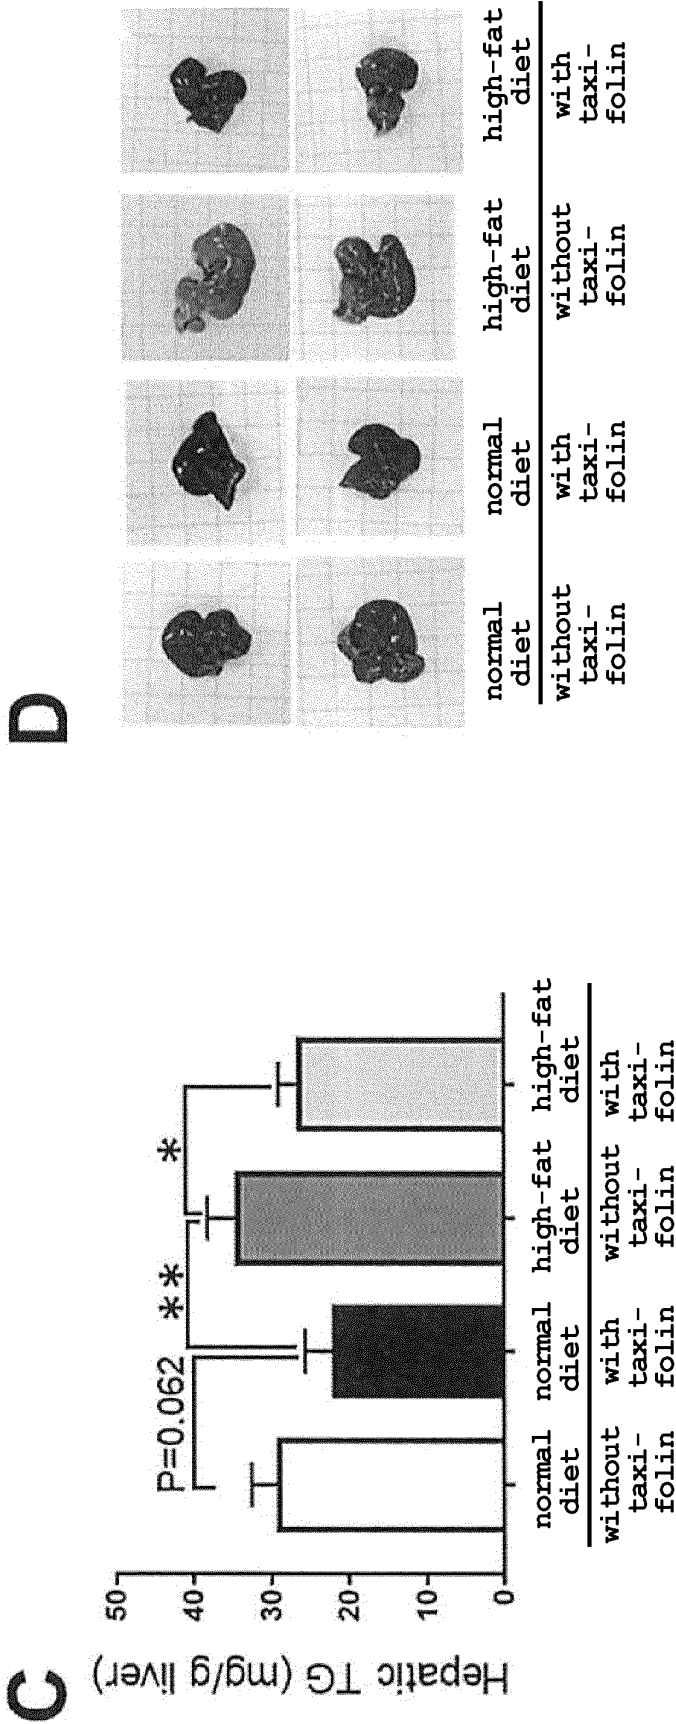 C
Hepatic TG (mg/g liver)
50
40
30
20
10
0
P=0.062
**
*
normal diet
normal diet
high-fat diet
high-fat diet
without taxi-folin
with taxi-folin
without taxi-folin
with taxi-folin
D
normal diet
normal diet
high-fat diet
high-fat diet
without taxi-folin
with taxi-folin
without taxi-folin
with taxi-folin